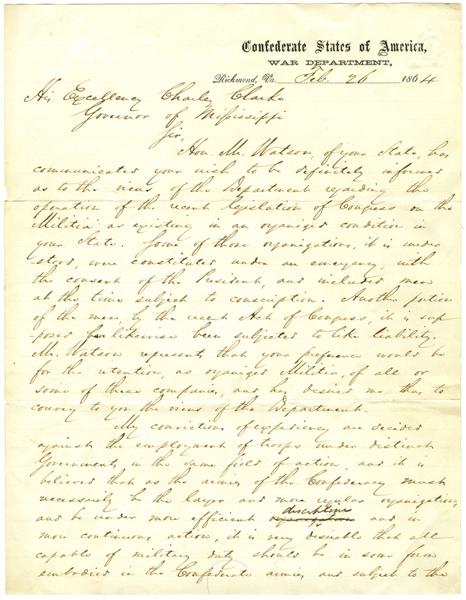 Confederate States of America,
WAR DEPARTMENT,
Richmond, Va. Feb. 26 1864
His Excellency Charles Clarke
Governor of Mississippi
Sir
Hon Mr. Watson, of your State, has
communicated your wish to be definitely informed
as to the views of the Department regarding the
operation of the recent legislation of Congress on the
Militia, as existing in an organized condition in
your State. Some of those organizations, it is under
stood, were constituted under an emergency, with
the consent of the President, and included men
at the time subject to conscription. Another portion
of the men, by the recent Act of Congress, it is sup
posed likewise been subjected to like liability.
Mr. Watson represents that your preference would be
for the retention, as organized Militia, of all or
some of these companies, and has desired me thus to
convey to you the views of the Department.
My convictions of expediency are decided
against the employment of troops under distinct
Governments, in the same field of action, and it is
believed that as the armies of the Confederacy must
necessarily be the larger and more regular organization,
and be under more efficient discipline and in
more continuous action, it is very desirable that all
capable of military duty should be in some form
embodied in the Confederate armies and subject to the